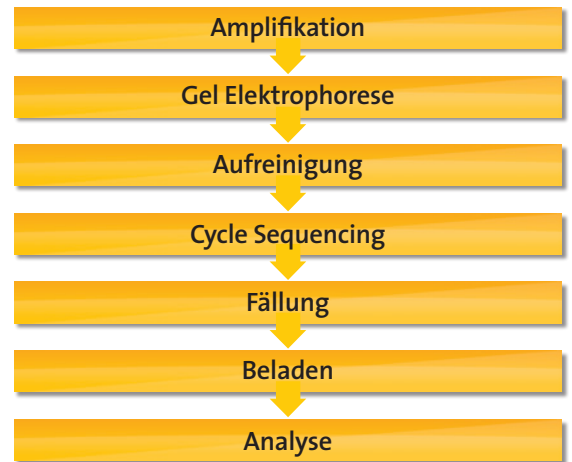 Amplifikation
Gel Elektrophorese
Aufreinigung
Cycle Sequencing
Fällung
Beladen
Analyse